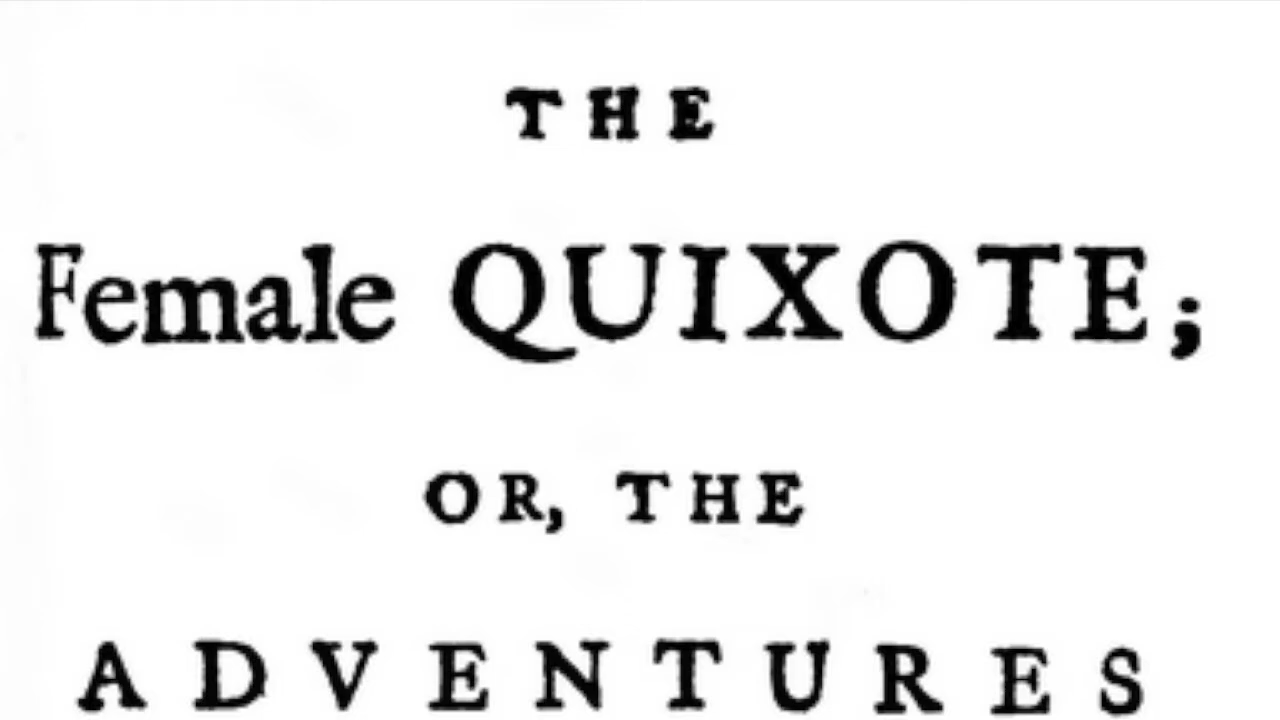 THE
Female QUIXOTE;
OR, THE
ADVENTURES